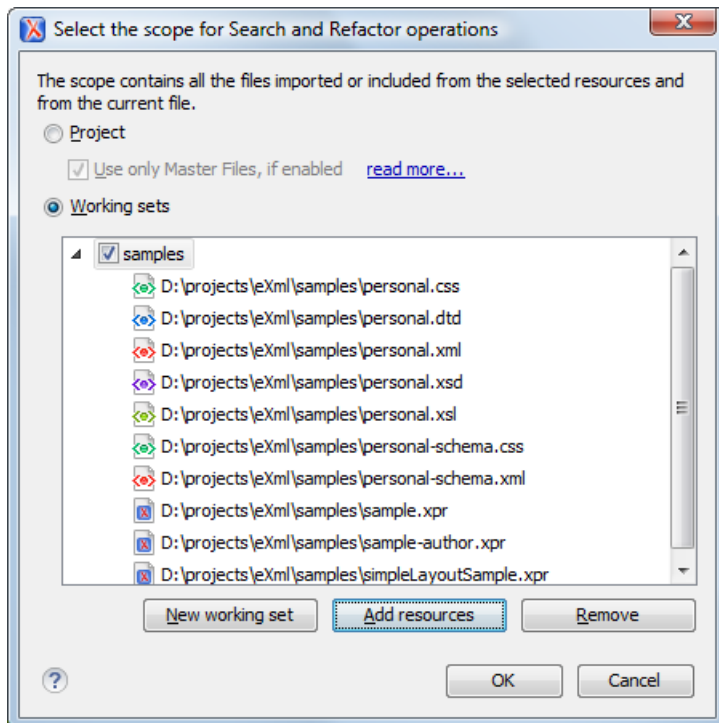 Select the scope for Search and Refactor operations
The scope contains all the files imported or included from the selected resources and
from the current file.
Project
Use only Master Files, if enabled read more...
Working sets
samples
D:\projects\eXml\samples\personal.css
D:\projects\eXml\samples\personal.dtd
D:\projects\eXml\samples\personal.xml
D:\projects\eXml\samples\personal.xsd
D:\projects\eXml\samples\personal.xsl
D:\projects\eXml\samples\personal-schema.css
D:\projects\eXml\samples\personal-schema.xml
D:\projects\eXml\samples\sample.xpr
D:\projects\eXml\samples\sample-author.xpr
D:\projects\eXml\samples\simpleLayoutSample.xpr
New working set Add resources Remove
? OK Cancel